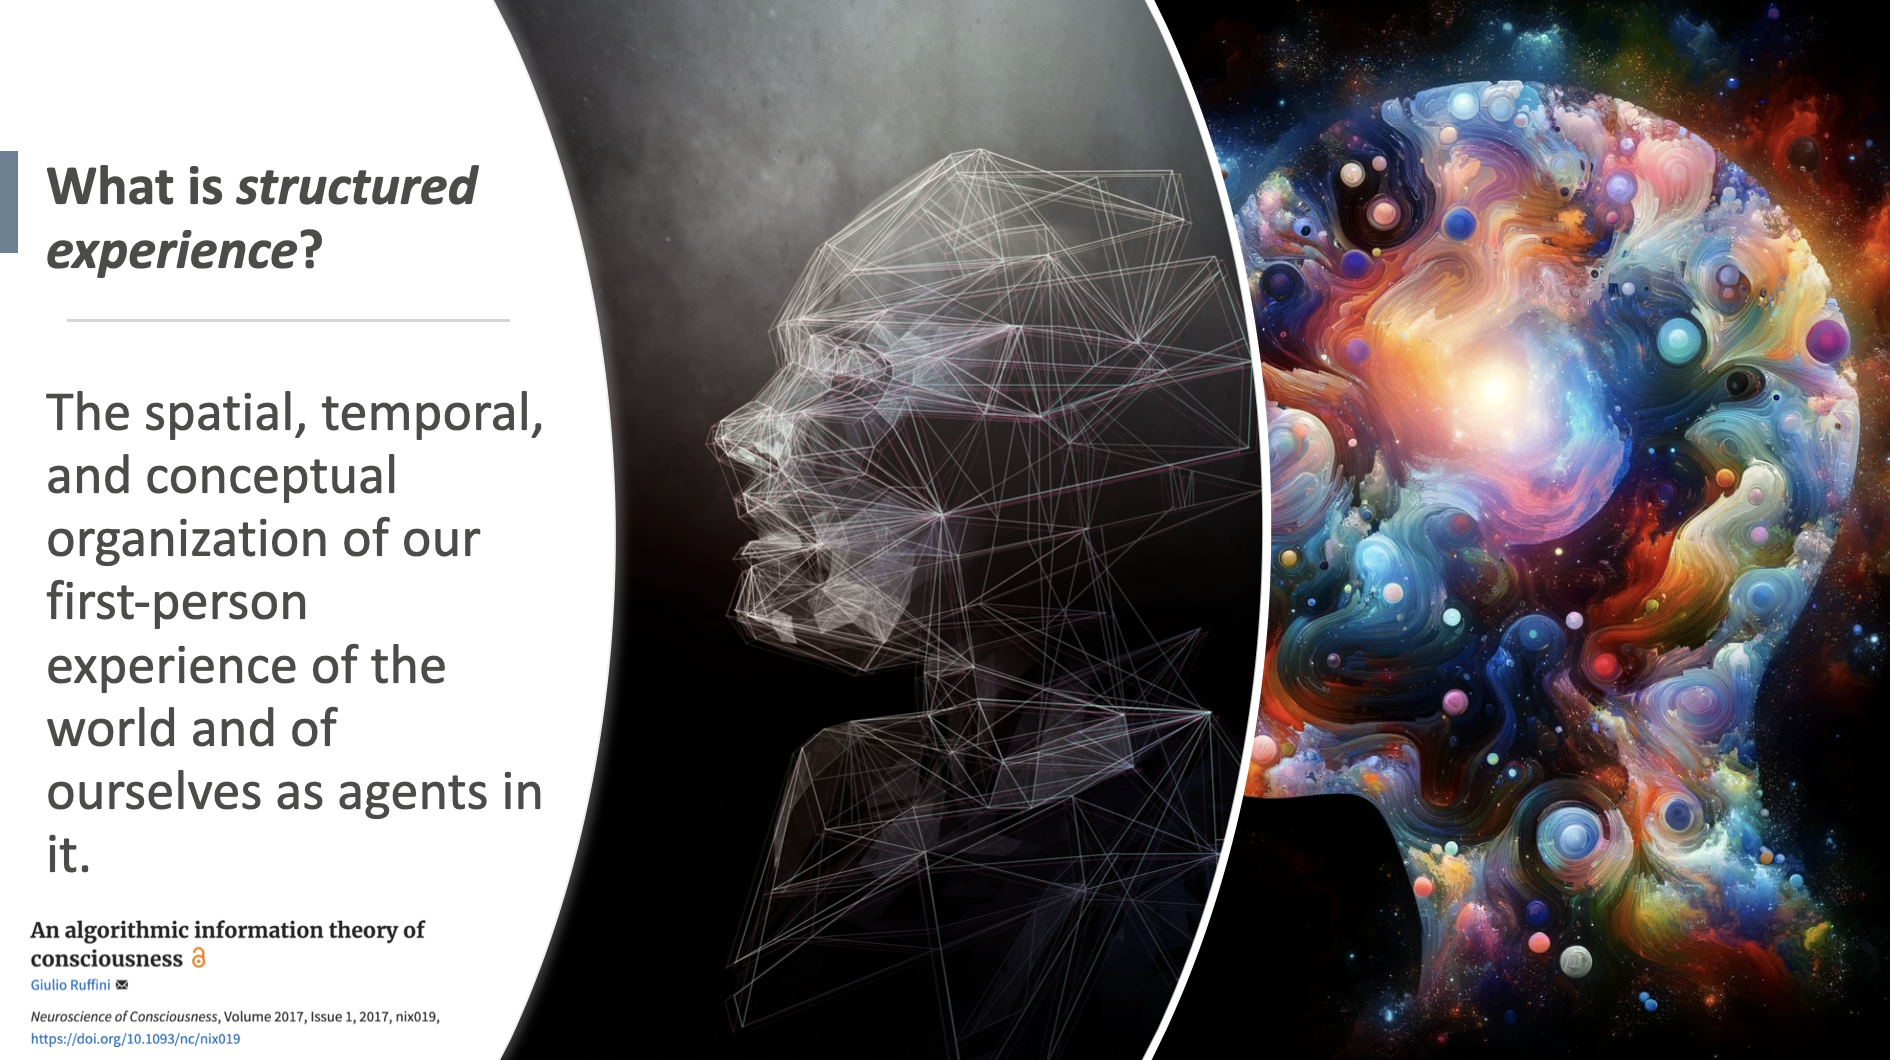 What is structured
experience?
The spatial, temporal,
and conceptual
organization of our
first-person
experience of the
world and of
ourselves as agents in
it.
An algorithmic information theory of
consciousness
Giulio Ruffini
Neuroscience of Consciousness, Volume 2017, Issue 1, 2017, nix019,
https://doi.org/10.1093/nc/nix019